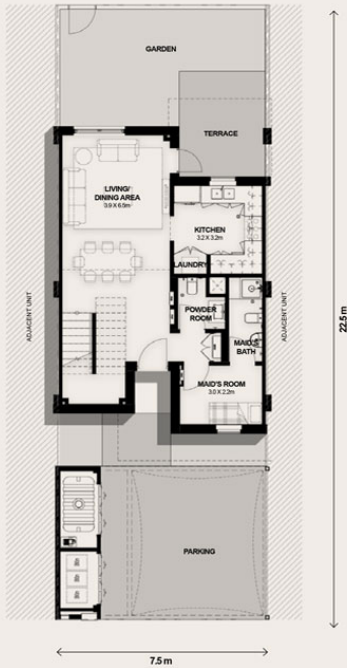 GARDEN
TERRACE
LIVING/
DINING AREA
3.9 X 6.5m
KITCHEN
3.2 X 3.2m
LAUNDRY
POWDER
ROOM
MAID'S
BATH
MAID'S ROOM
3.0 X 2.2m
ADJACENT UNIT
ADJACENT UNIT
PARKING
22.5 m
7.5 m